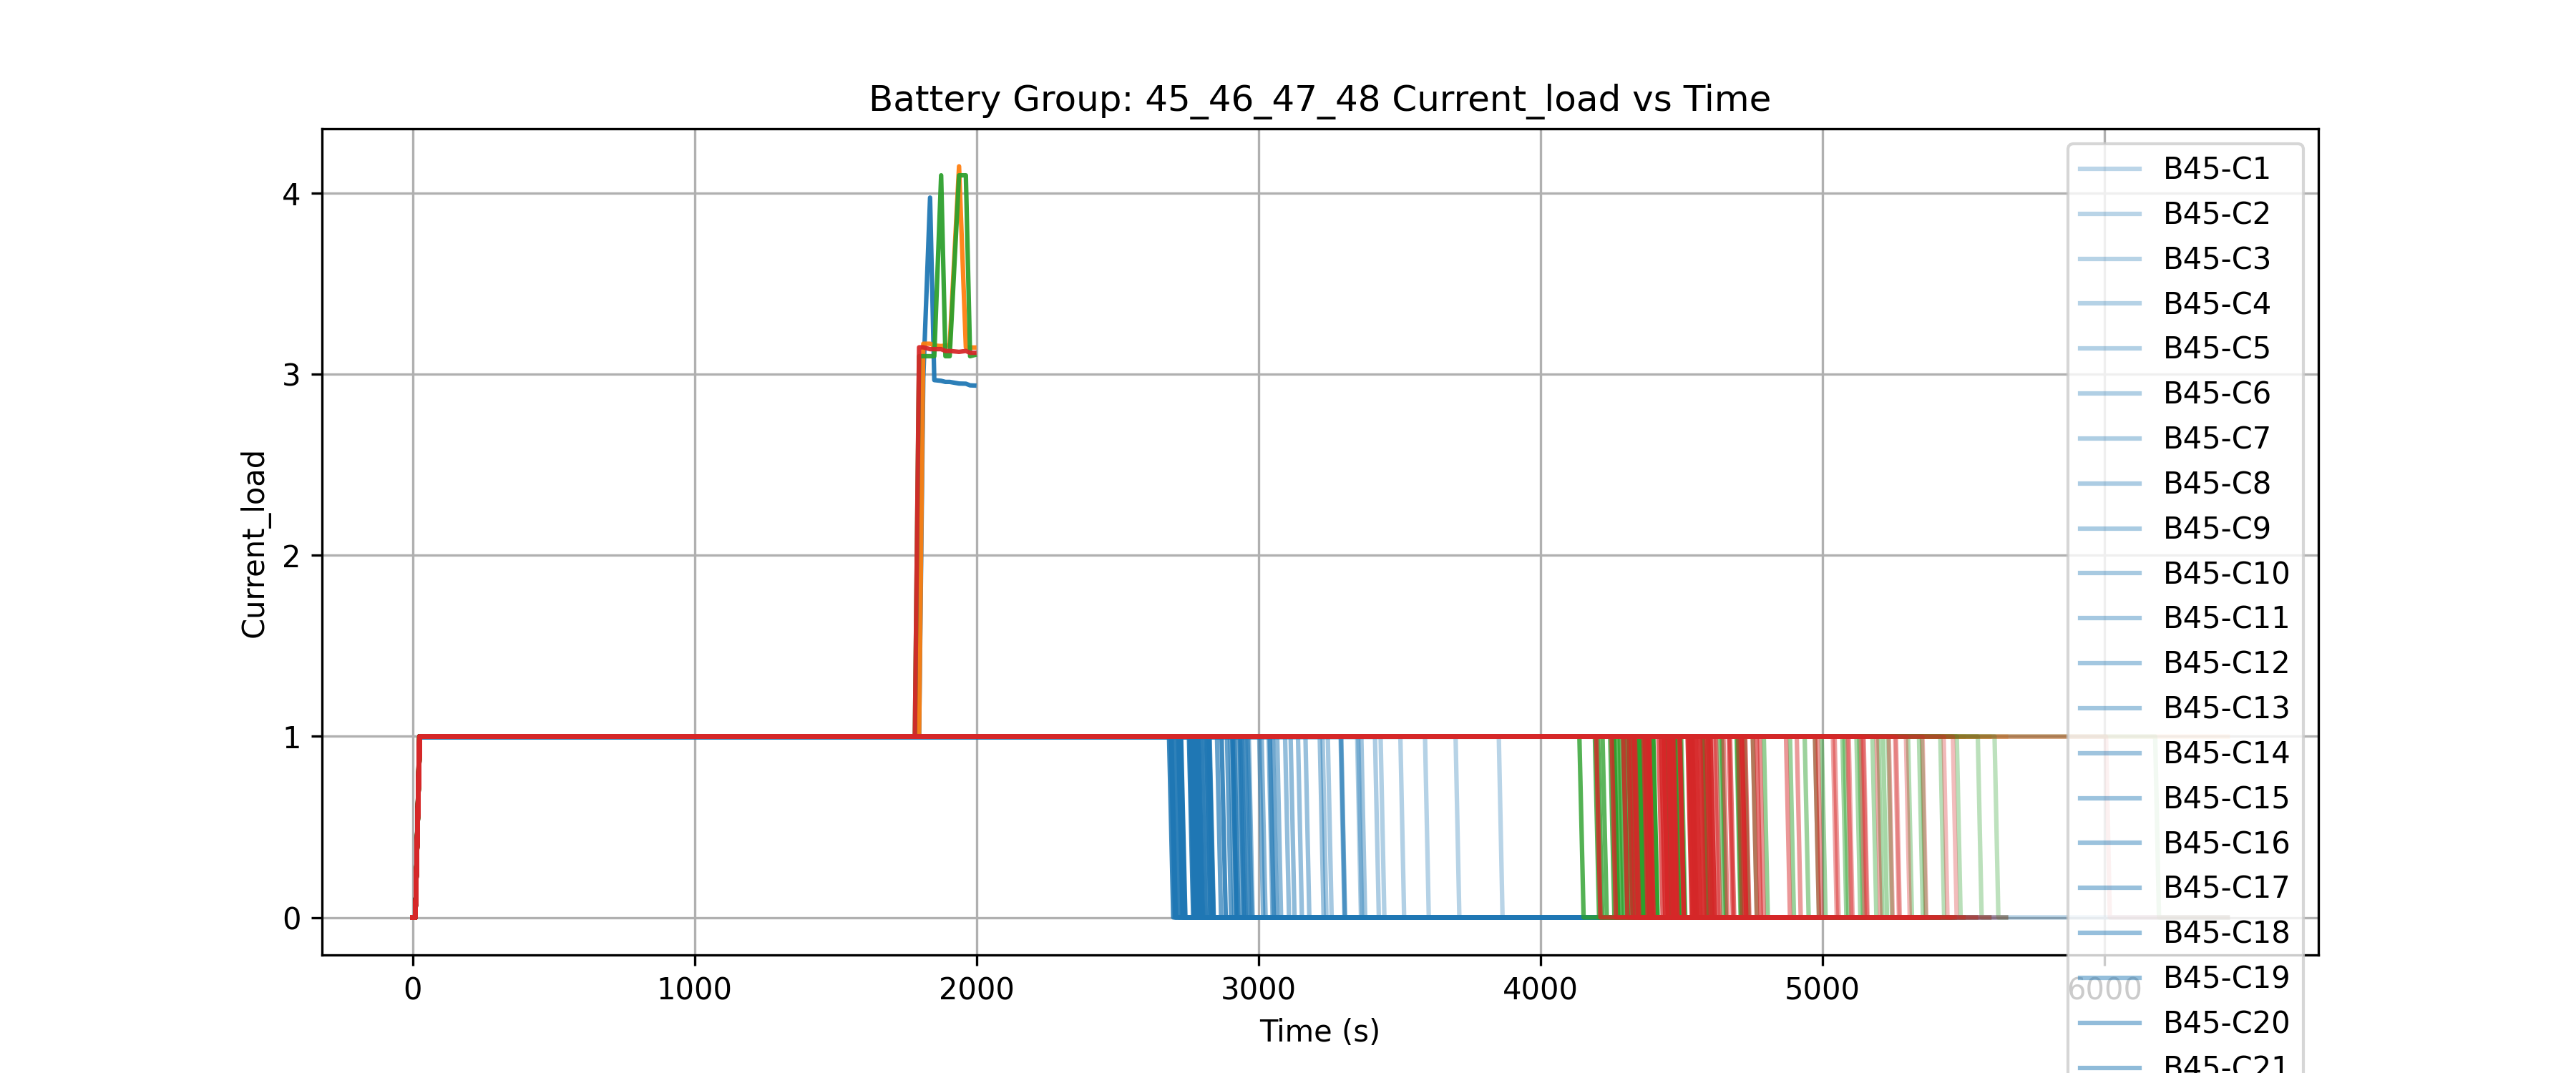 Battery Group: 45_46_47_48 Current_load vs Time
Current_load
4
3
2
1
0
0 1000 2000 3000 4000 5000 6000
Time (s)
B45-C1
B45-C2
B45-C3
B45-C4
B45-C5
B45-C6
B45-C7
B45-C8
B45-C9
B45-C10
B45-C11
B45-C12
B45-C13
B45-C14
B45-C15
B45-C16
B45-C17
B45-C18
B45-C19
B45-C20
B45-C21